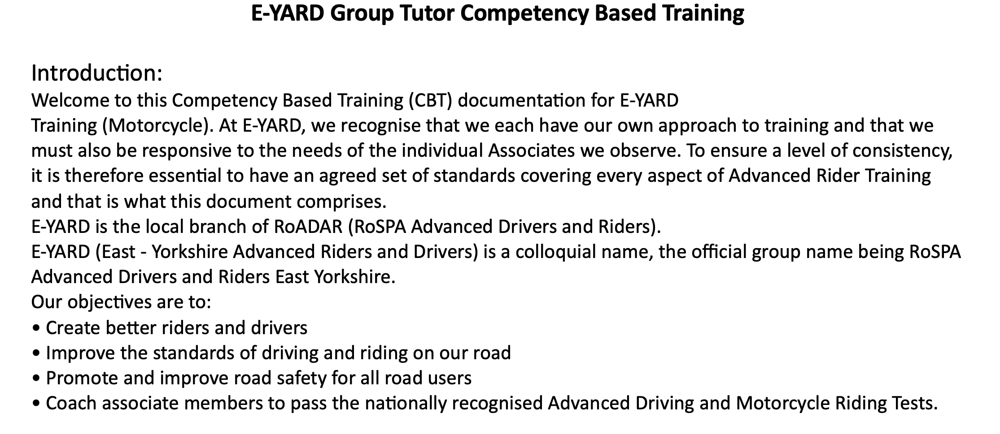 E-YARD Group Tutor Competency Based Training
Introduction:
Welcome to this Competency Based Training (CBT) documentation for E-YARD
Training (Motorcycle). At E-YARD, we recognise that we each have our own approach to training and that we
must also be responsive to the needs of the individual Associates we observe. To ensure a level of consistency,
it is therefore essential to have an agreed set of standards covering every aspect of Advanced Rider Training
and that is what this document comprises.
E-YARD is the local branch of RoADAR (RoSPA Advanced Drivers and Riders).
E-YARD (East - Yorkshire Advanced Riders and Drivers) is a colloquial name, the official group name being RoSPA
Advanced Drivers and Riders East Yorkshire.
Our objectives are to:
• Create better riders and drivers
• Improve the standards of driving and riding on our road
• Promote and improve road safety for all road users
• Coach associate members to pass the nationally recognised Advanced Driving and Motorcycle Riding Tests.